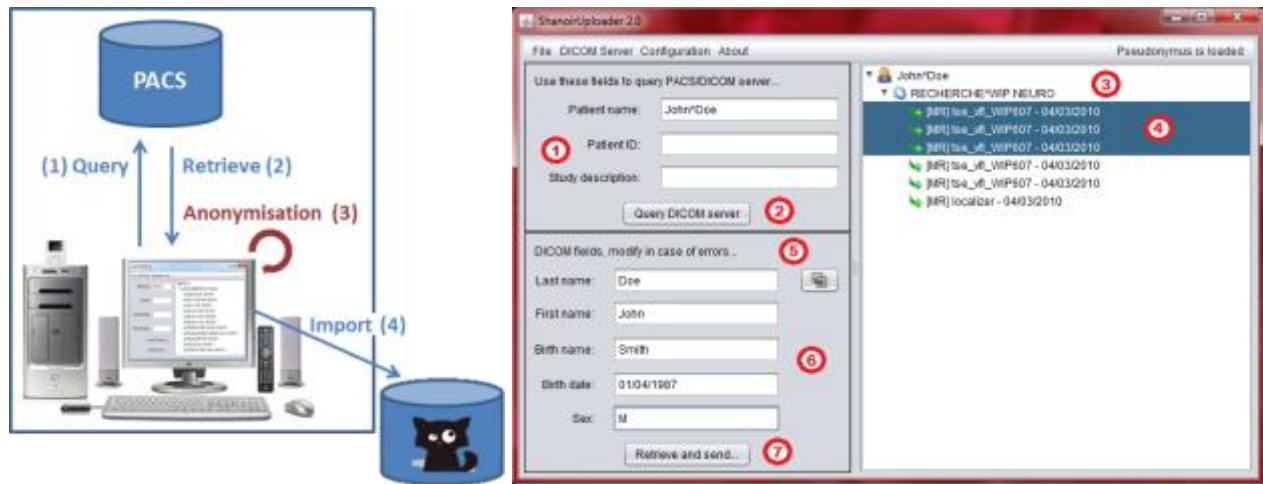 PACS
(1) Query
Retrieve (2)
Anonymisation (3)
Import (4)
ShanoirUploader 2.0
File DICOM Server Configuration About
Pseudonymus is loaded
Use these fields to query PACS/DICOM server...
Patient name: John^Doe
1
Patient ID:
Study description:
Query DICOM server
2
DICOM fields, modify in case of errors...
5
Last name: Doe
First name: John
Birth name: Smith
6
Birth date: 01/04/1987
Sex: M
Retrieve and send...
7
John^Doe
3
RECHERCHE^WIP NEURO
[MR] tse_vfl_WIP607 - 04/03/2010
[MR] tse_vfl_WIP607 - 04/03/2010
4
[MR] tse_vfl_WIP607 - 04/03/2010
[MR] tse_vfl_WIP607 - 04/03/2010
[MR] tse_vfl_WIP607 - 04/03/2010
[MR] localizer - 04/03/2010